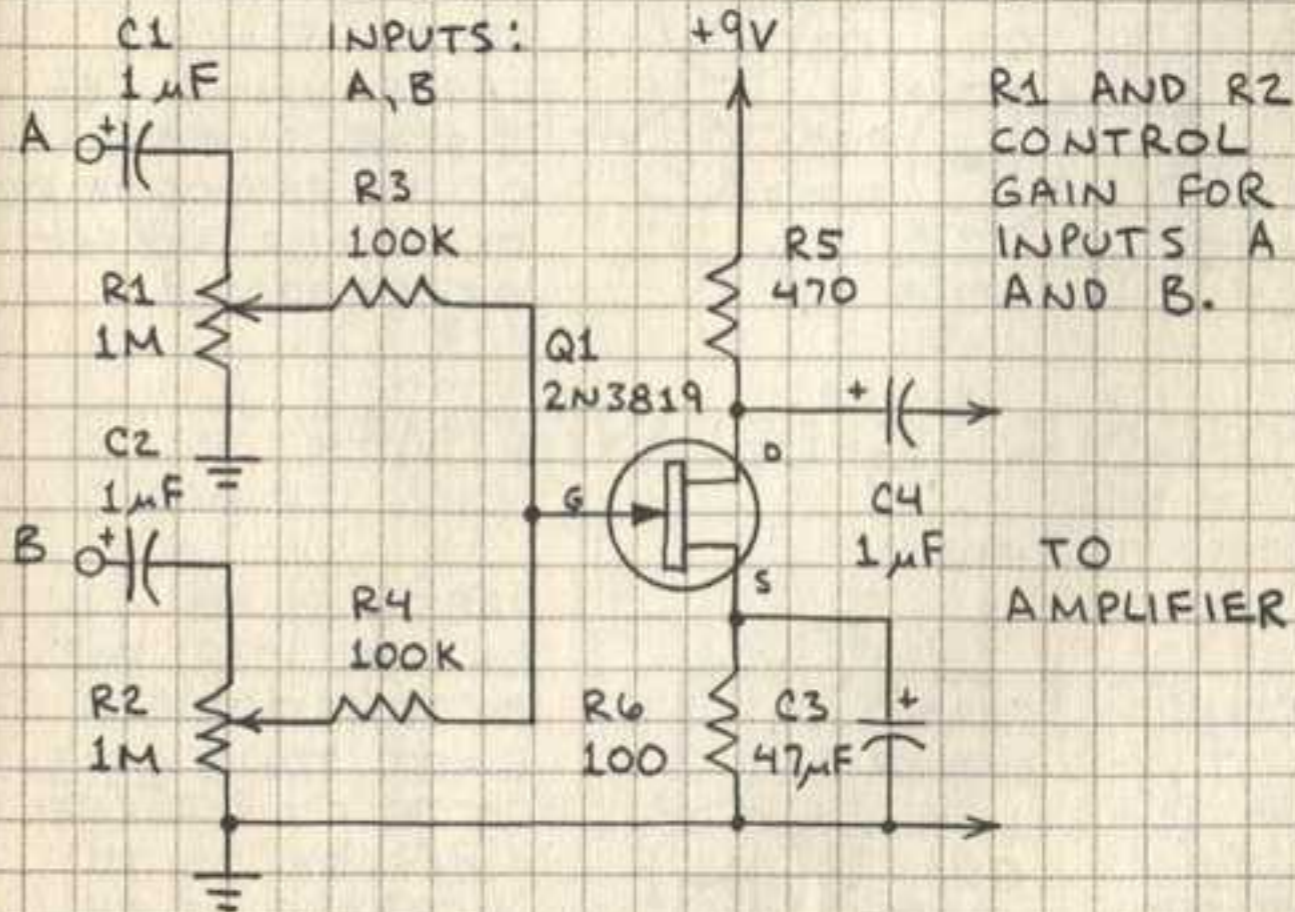 C1
1µF
INPUTS:
A, B
+9V
R1 AND R2
CONTROL
GAIN FOR
INPUTS A
AND B.
A
+
R3
100K
R1
1M
R5
470
Q1
2N3819
+
C2
1µF
D
G
S
C4
1µF
B
+
TO
AMPLIFIER
R4
100K
R2
1M
R6
100
C3
47µF
+